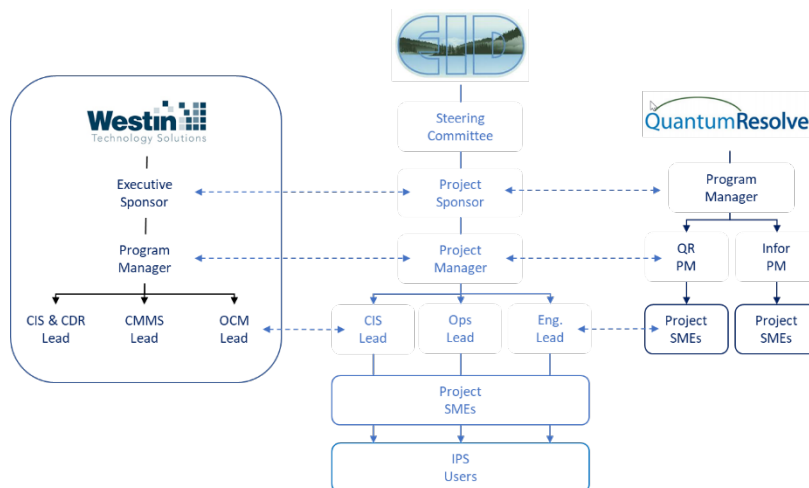 EID
Steering
Committee
Westin
Technology Solutions
QuantumResolve
Executive
Sponsor
Project
Sponsor
Program
Manager
Program
Manager
Project
Manager
QR
PM
Infor
PM
CIS & CDR
Lead
CMMS
Lead
OCM
Lead
CIS
Lead
Ops
Lead
Eng.
Lead
Project
SMEs
Project
SMEs
Project
SMEs
IPS
Users